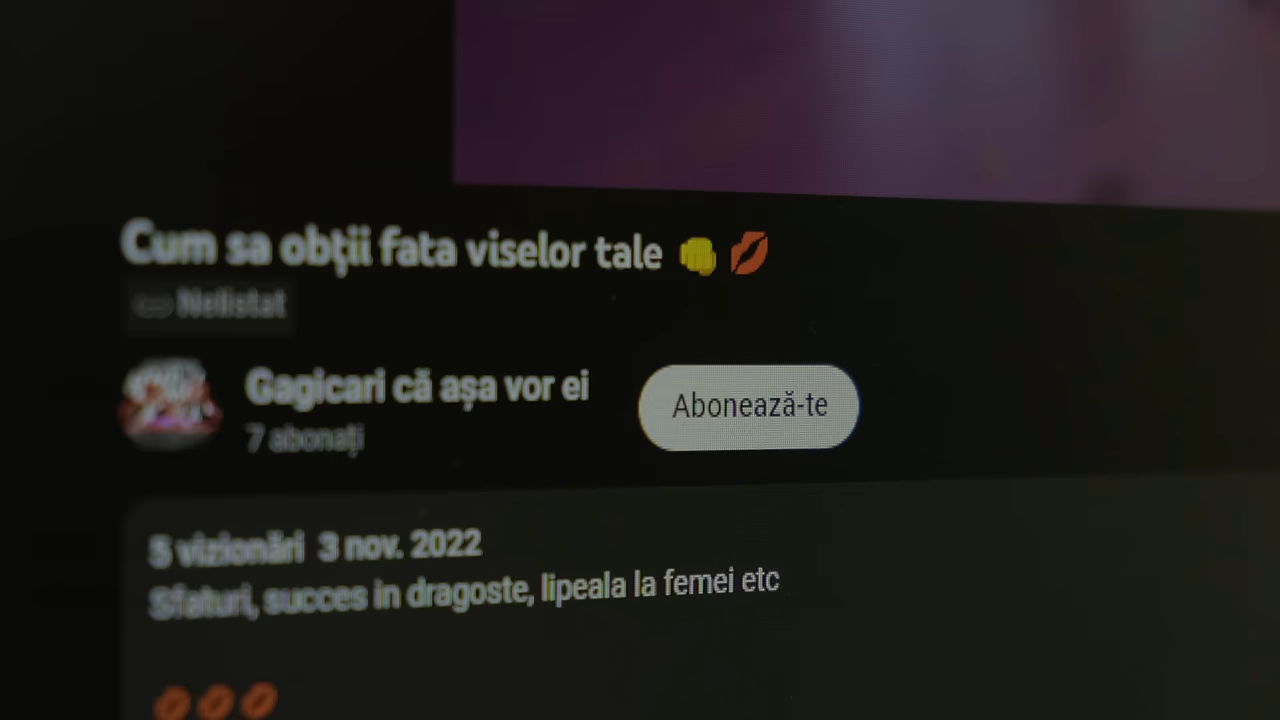 Cum sa obții fata viselor tale 👊 💋
Nelistat
Gagicari că așa vor ei
7 abonați
Abonează-te
5 vizionări 3 nov. 2022
Sfaturi, succes in dragoste, lipeala la femei etc
💋💋💋